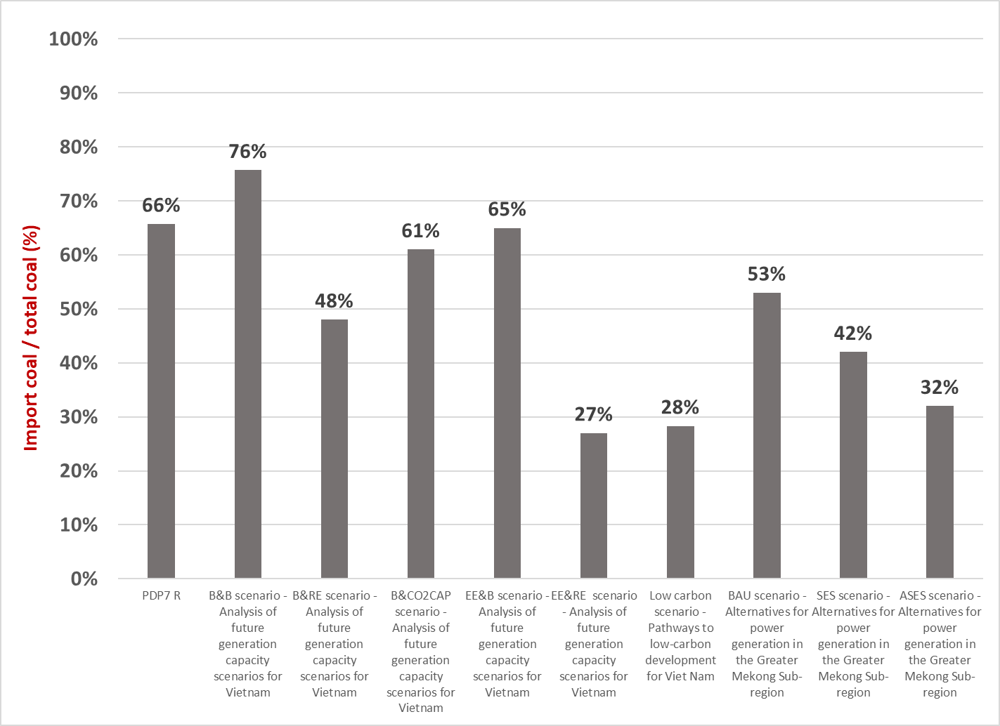 100%
90%
80%
70%
60%
50%
40%
30%
20%
10%
0%
Import coal / total coal (%)
66%
76%
48%
61%
65%
27%
28%
53%
42%
32%
PDP7 R
B&B scenario -
Analysis of
future
generation
capacity
scenarios for
Vietnam
B&RE scenario -
Analysis of
future
generation
capacity
scenarios for
Vietnam
B&CO2CAP
scenario -
Analysis of
future
generation
capacity
scenarios for
Vietnam
EE&B scenario -
Analysis of
future
generation
capacity
scenarios for
Vietnam
EE&RE scenario
- Analysis of
future
generation
capacity
scenarios for
Vietnam
Low carbon
scenario -
Pathways to
low-carbon
development
for Viet Nam
BAU scenario -
Alternatives for
power
generation in
the Greater
Mekong Sub-
region
SES scenario -
Alternatives for
power
generation in
the Greater
Mekong Sub-
region
ASES scenario -
Alternatives for
power
generation in
the Greater
Mekong Sub-
region